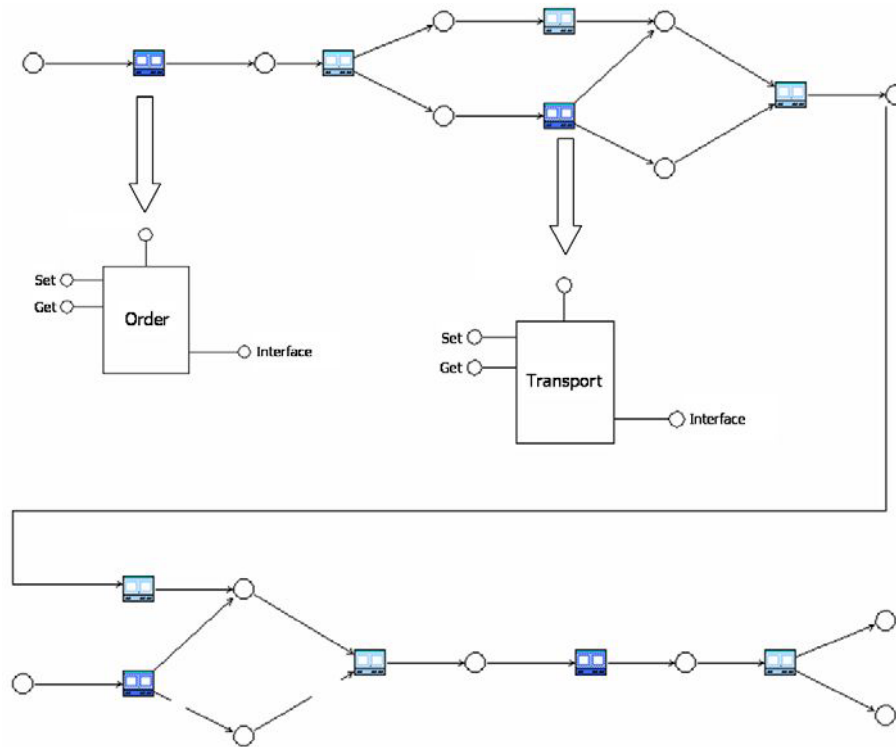 Set
Get
Order
Interface
Set
Get
Transport
Interface